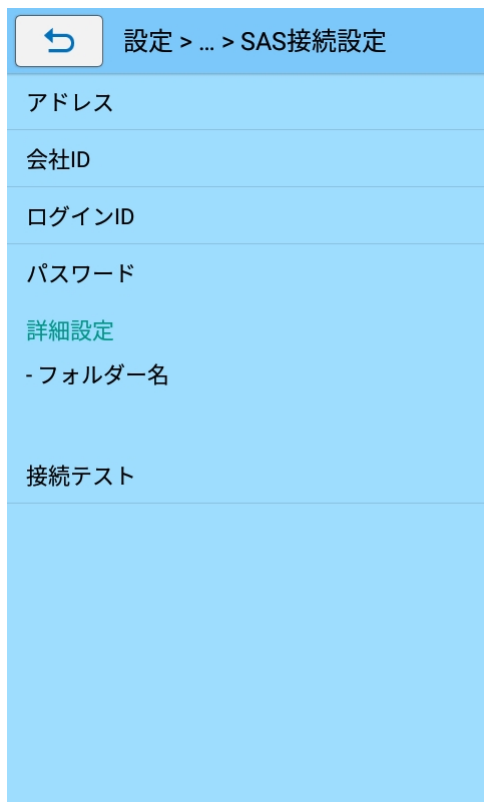 設定 > ... > SAS接続設定
アドレス
会社ID
ログインID
パスワード
詳細設定
- フォルダー名
接続テスト